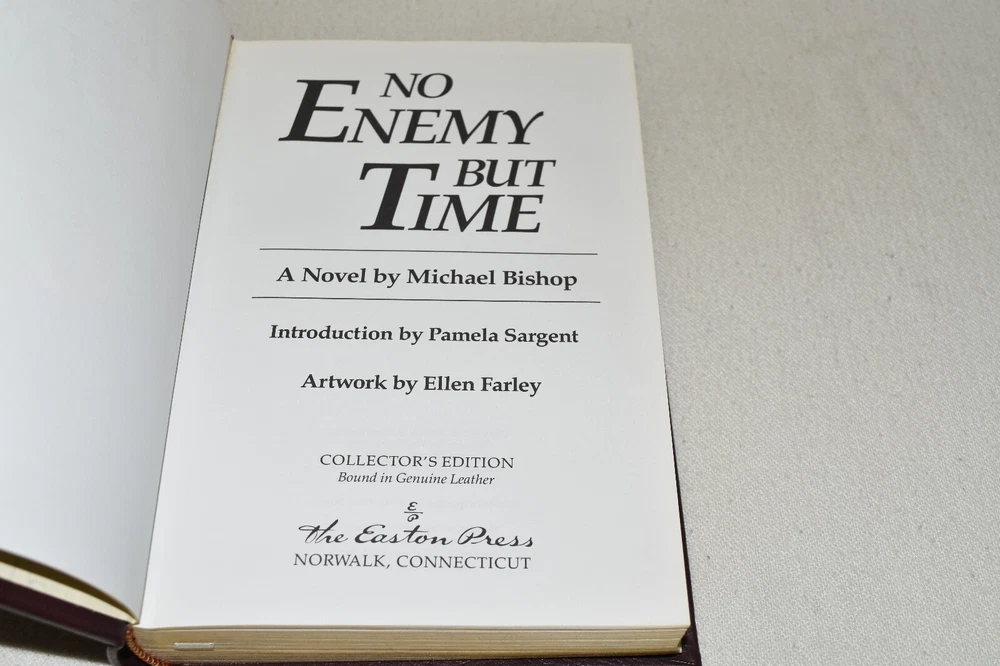 NO
ENEMY
BUT
TIME
A Novel by Michael Bishop
Introduction by Pamela Sargent
Artwork by Ellen Farley
COLLECTOR'S EDITION
Bound in Genuine Leather
E
P
The Easton Press
NORWALK, CONNECTICUT